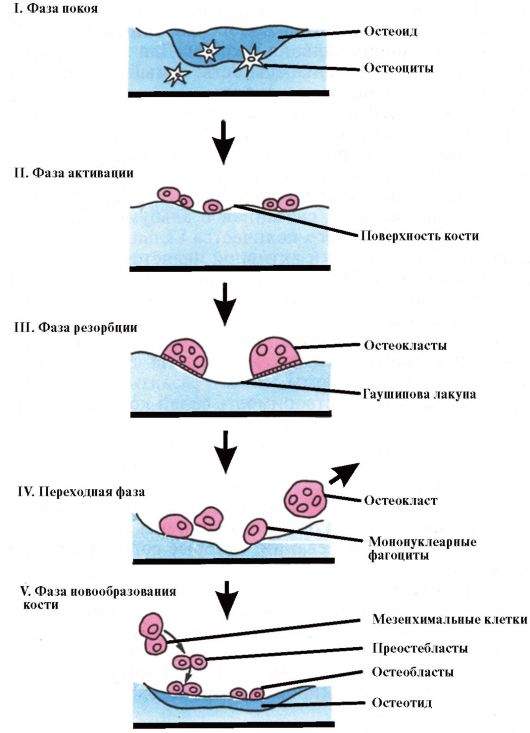 I. Фаза покоя
Остеоид
Остеоциты
II. Фаза активации
Поверхность кости
III. Фаза резорбции
Остеокласты
Гаушипова лакуна
IV. Переходная фаза
Остеокласт
Мононуклеарные
фагоциты
V. Фаза новообразования
кости
Мезенхимальные клетки
Преостебласты
Остеобласты
Остеотид